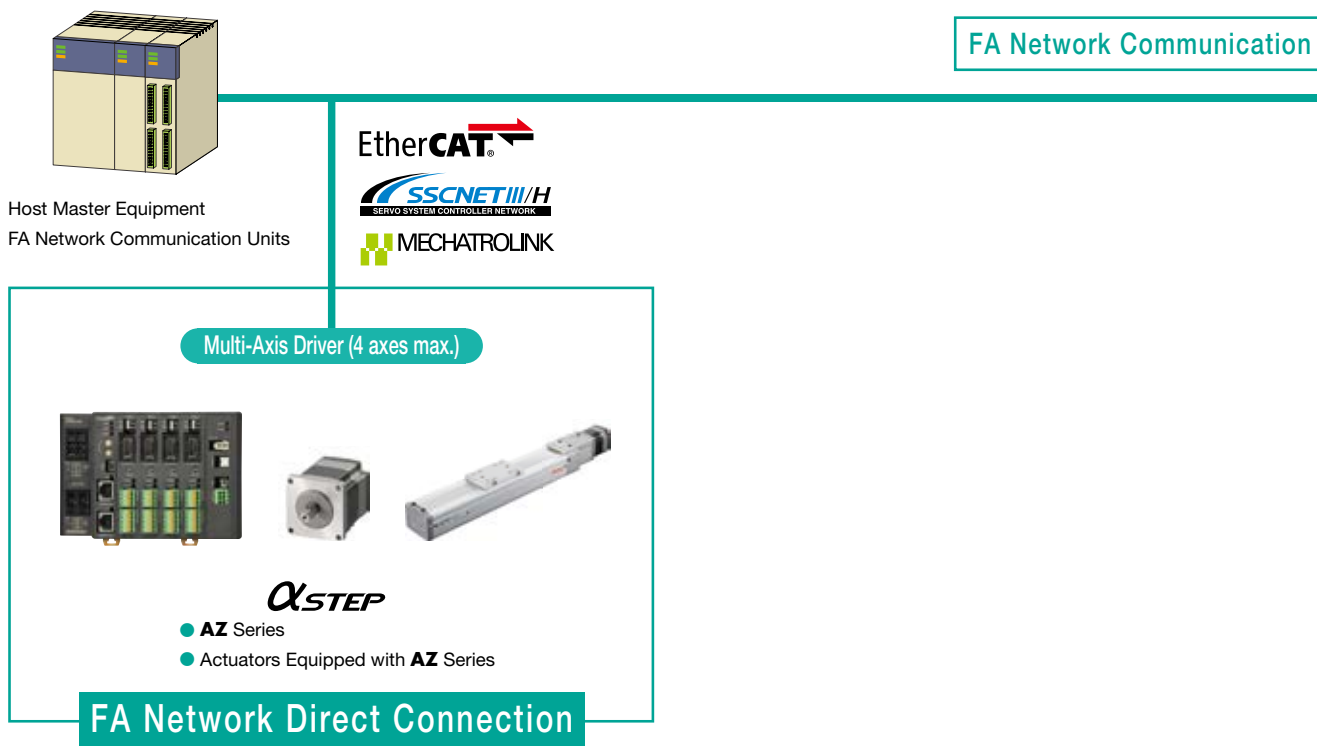 FA Network Communication
EtherCAT®
SSCNETIII/H
SERVO SYSTEM CONTROLLER NETWORK
MECHATROLINK
Host Master Equipment
FA Network Communication Units
Multi-Axis Driver (4 axes max.)
αSTEP
● AZ Series
● Actuators Equipped with AZ Series
FA Network Direct Connection